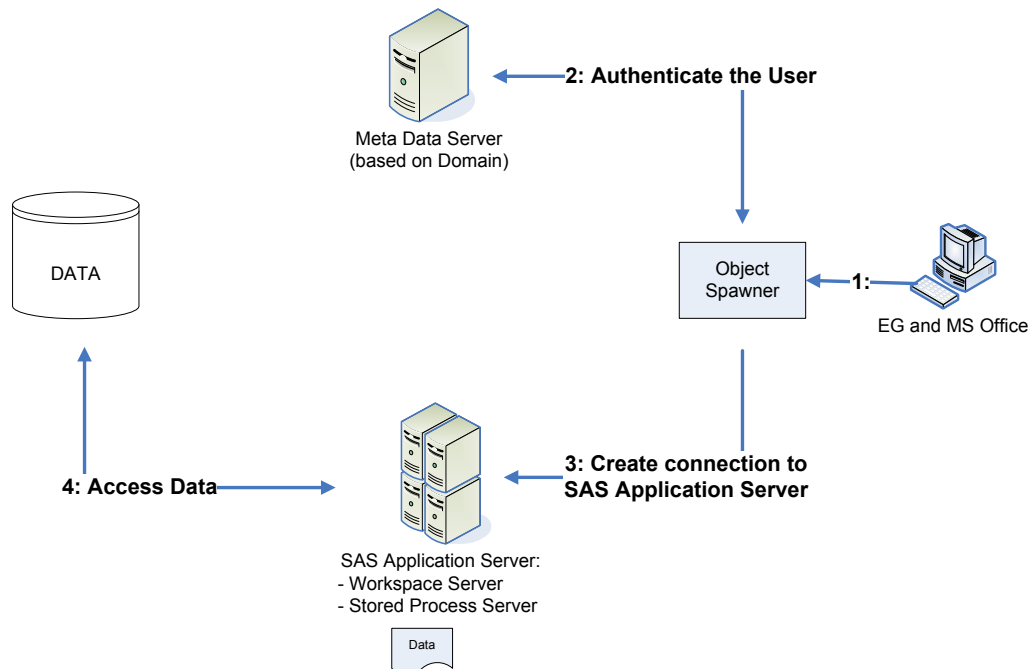 2: Authenticate the User
Meta Data Server
(based on Domain)
DATA
Object
Spawner
1:
EG and MS Office
3: Create connection to
SAS Application Server
4: Access Data
SAS Application Server:
- Workspace Server
- Stored Process Server
Data